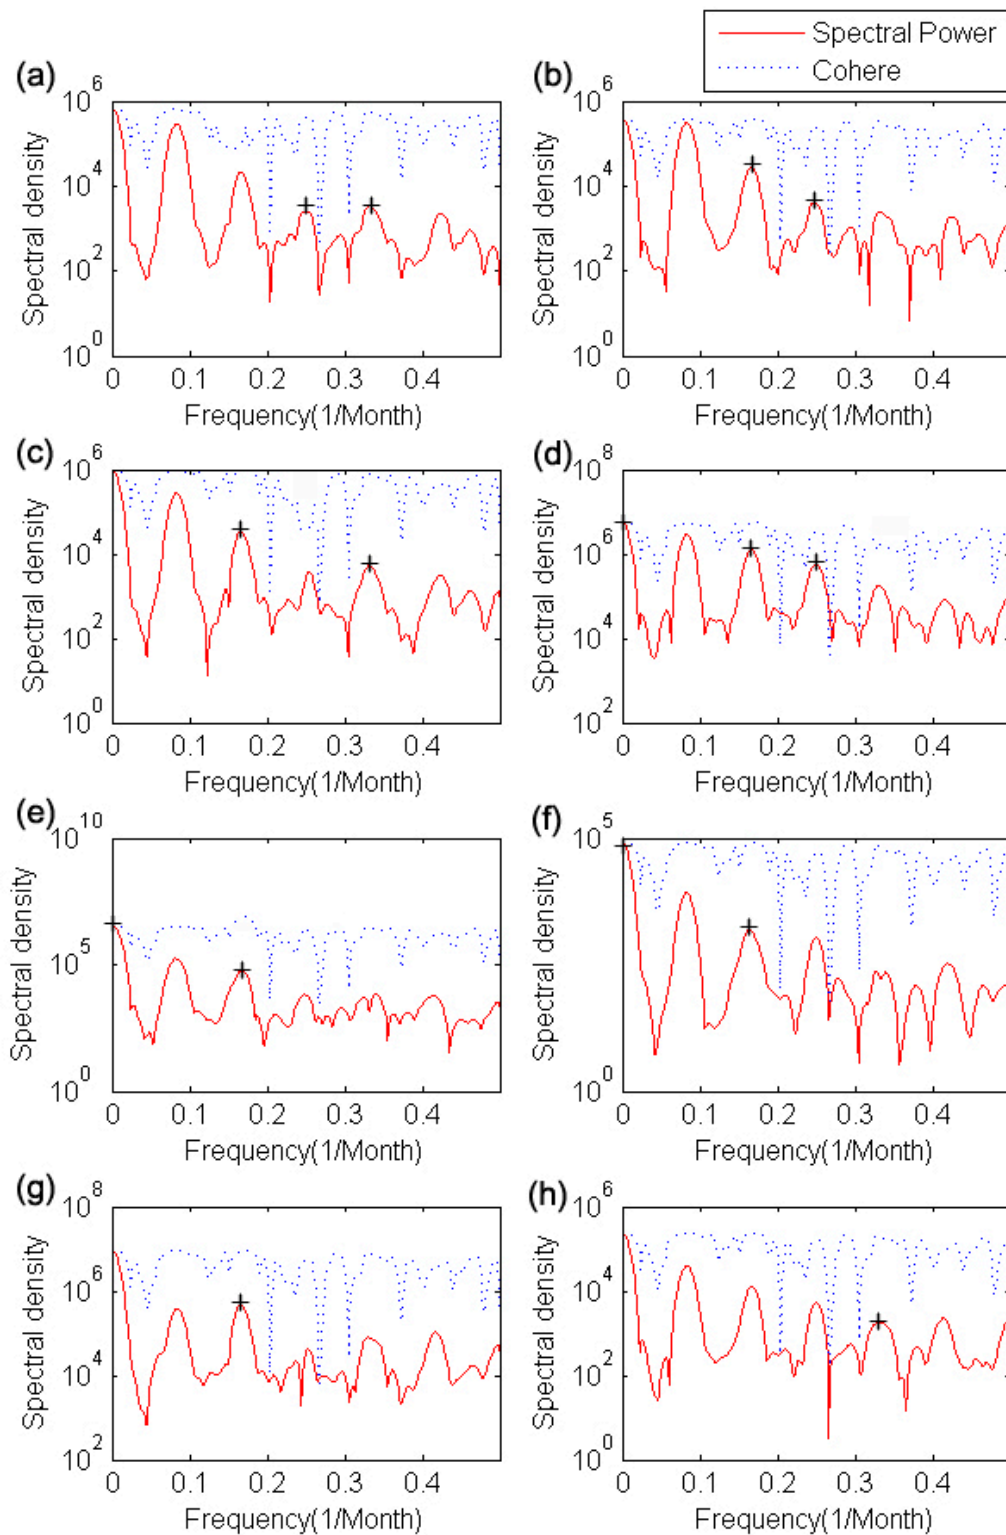 Spectral Power
Cohere
(a)
10^6
10^4
10^2
10^0
Spectral density
0 0.1 0.2 0.3 0.4
Frequency(1/Month)
(b)
10^6
10^4
10^2
10^0
Spectral density
0 0.1 0.2 0.3 0.4
Frequency(1/Month)
(c)
10^6
10^4
10^2
10^0
Spectral density
0 0.1 0.2 0.3 0.4
Frequency(1/Month)
(d)
10^8
10^6
10^4
10^2
Spectral density
0 0.1 0.2 0.3 0.4
Frequency(1/Month)
(e)
10^10
10^5
10^0
Spectral density
0 0.1 0.2 0.3 0.4
Frequency(1/Month)
(f)
10^5
10^0
Spectral density
0 0.1 0.2 0.3 0.4
Frequency(1/Month)
(g)
10^8
10^6
10^4
10^2
Spectral density
0 0.1 0.2 0.3 0.4
Frequency(1/Month)
(h)
10^6
10^4
10^2
10^0
Spectral density
0 0.1 0.2 0.3 0.4
Frequency(1/Month)